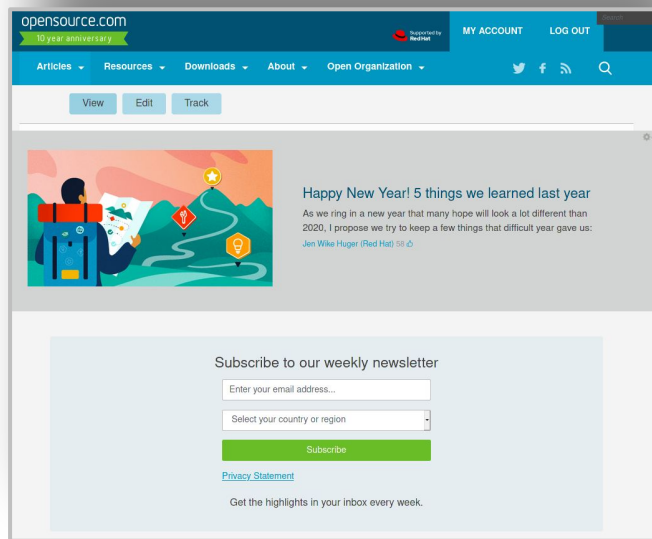 opensource.com
10 year anniversary
Supported by
Red Hat
MY ACCOUNT
LOG OUT
Search
Articles
Resources
Downloads
About
Open Organization
View
Edit
Track
Happy New Year! 5 things we learned last year
As we ring in a new year that many hope will look a lot different than
2020, I propose we try to keep a few things that difficult year gave us:
Jen Wike Huger (Red Hat) 58
Subscribe to our weekly newsletter
Enter your email address...
Select your country or region
Subscribe
Privacy Statement
Get the highlights in your inbox every week.